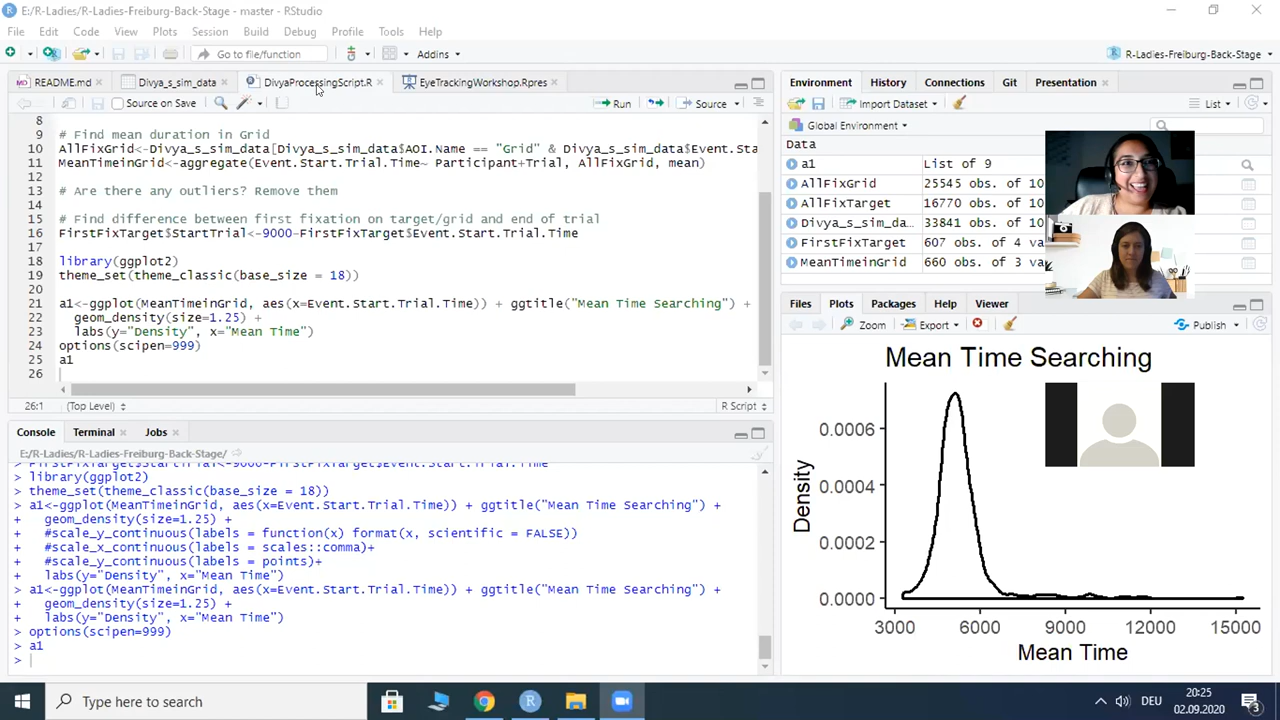 E:/R-Ladies/R-Ladies-Freiburg-Back-Stage - master - RStudio
File Edit Code View Plots Session Build Debug Profile Tools Help
Go to file/function
Addins
R-Ladies-Freiburg-Back-Stage
README.md
Divya_s_sim_data
DivyaProcessingScript.R
EyeTrackingWorkshop.Rpres
Source on Save
Run
Source
8
9 # Find mean duration in Grid
10 AllFixGrid<-Divya_s_sim_data[Divya_s_sim_data$AOI.Name == "Grid" & Divya_s_sim_data$Event.Sta
11 MeanTimeinGrid<-aggregate(Event.Start.Trial.Time~ Participant+Trial, AllFixGrid, mean)
12
13 # Are there any outliers? Remove them
14
15 # Find difference between first fixation on target/grid and end of trial
16 FirstFixTarget$StartTrial<-9000-FirstFixTarget$Event.Start.Trial.Time
17
18 library(ggplot2)
19 theme_set(theme_classic(base_size = 18))
20
21 a1<-ggplot(MeanTimeinGrid, aes(x=Event.Start.Trial.Time)) + ggtitle("Mean Time Searching") +
22 geom_density(size=1.25) +
23 labs(y="Density", x="Mean Time")
24 options(scipen=999)
25 a1
26
26:1 (Top Level) R Script
Console Terminal Jobs
E:/R-Ladies/R-Ladies-Freiburg-Back-Stage/
> FirstFixTarget$StartTrial<-9000-FirstFixTarget$Event.Start.Trial.Time
> library(ggplot2)
> theme_set(theme_classic(base_size = 18))
> a1<-ggplot(MeanTimeinGrid, aes(x=Event.Start.Trial.Time)) + ggtitle("Mean Time Searching") +
+ geom_density(size=1.25) +
+ #scale_y_continuous(labels = function(x) format(x, scientific = FALSE))
+ #scale_y_continuous(labels = scales::comma)+
+ #scale_y_continuous(labels = points)+
+ labs(y="Density", x="Mean Time")
> a1<-ggplot(MeanTimeinGrid, aes(x=Event.Start.Trial.Time)) + ggtitle("Mean Time Searching") +
+ geom_density(size=1.25) +
+ labs(y="Density", x="Mean Time")
> options(scipen=999)
> a1
>
Environment History Connections Git Presentation
Import Dataset
List
Global Environment
Data
a1 List of 9
AllFixGrid 25545 obs. of 10
AllFixTarget 16770 obs. of 10
Divya_s_sim_da… 33841 obs. of 10
FirstFixTarget 607 obs. of 4 va
MeanTimeinGrid 660 obs. of 3 va
Files Plots Packages Help Viewer
Zoom
Export
Publish
Mean Time Searching
Density
0.0006
0.0004
0.0002
0.0000
3000 6000 9000 12000 15000
Mean Time
Type here to search
DEU
20:25
02.09.2020
3